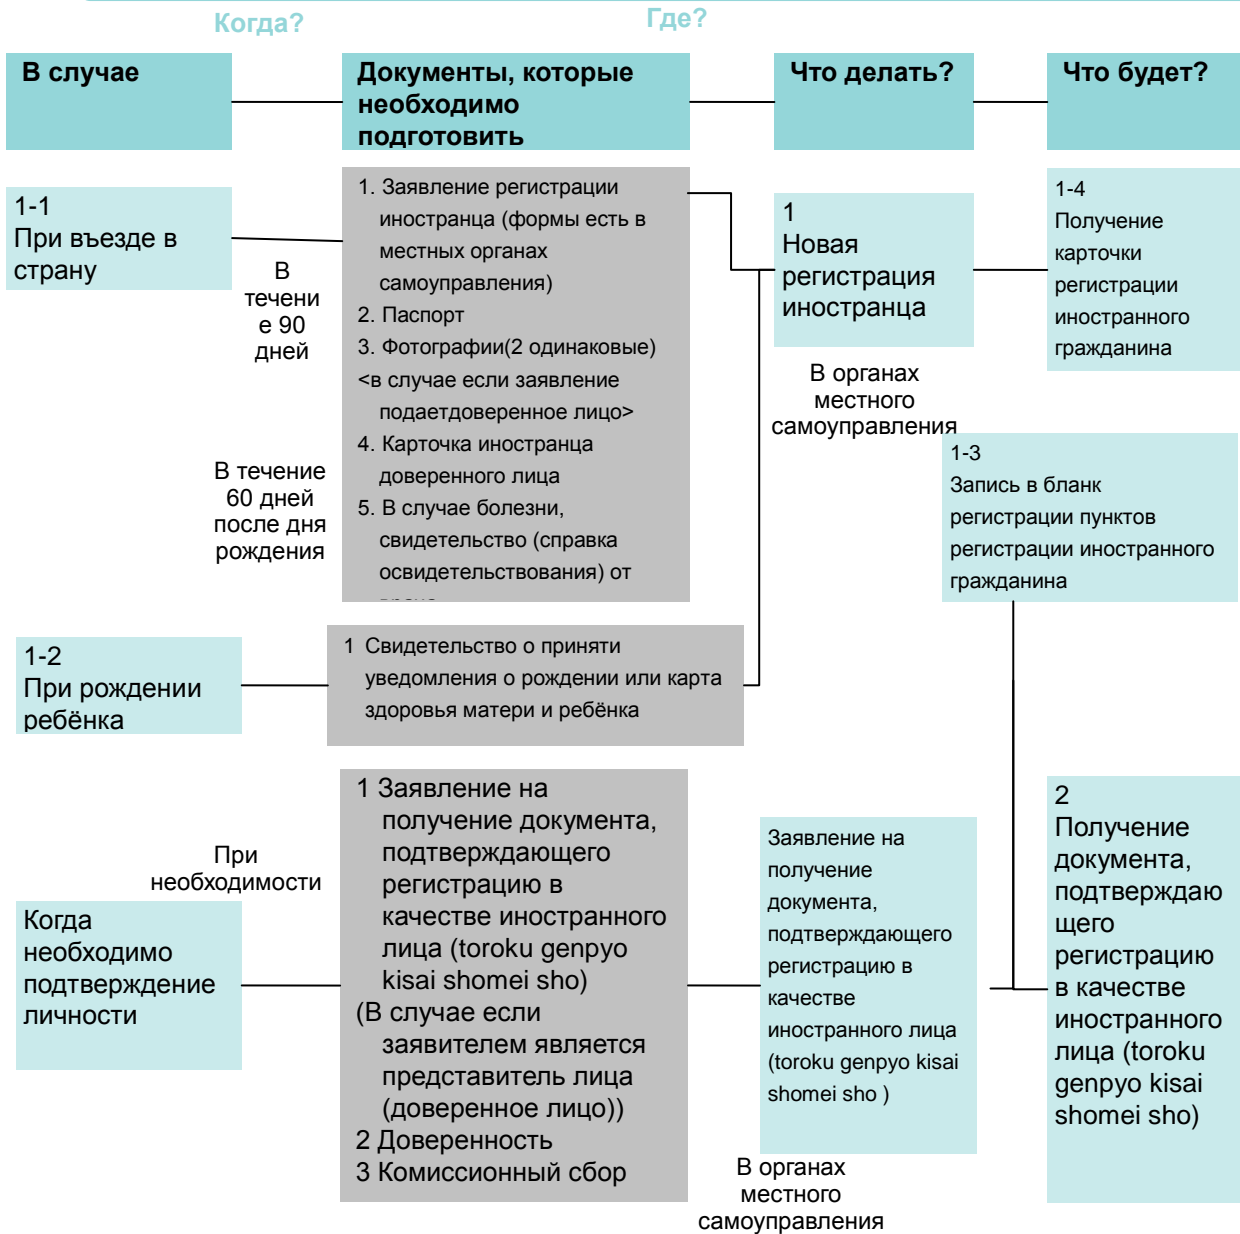 Когда?
Где?
В случае
Документы, которые
необходимо
подготовить
Что делать?
Что будет?
1-1
При въезде в
страну
В
течени
е 90
дней
1. Заявление регистрации
иностранца (формы есть в
местных органах
самоуправления)
2. Паспорт
3. Фотографии(2 одинаковые)
<в случае если заявление
подаетдоверенное лицо>
4. Карточка иностранца
доверенного лица
5. В случае болезни,
свидетельство (справка
освидетельствования) от
1
Новая
регистрация
иностранца
В органах
местного
самоуправления
1-4
Получение
карточки
регистрации
иностранного
гражданина
В течение
60 дней
после дня
рождения
1-3
Запись в бланк
регистрации пунктов
регистрации иностранного
гражданина
1-2
При рождении
ребёнка
1 Свидетельство о приняти
уведомления о рождении или карта
здоровья матери и ребёнка
При
необходимости
Когда
необходимо
подтверждение
личности
1 Заявление на
получение документа,
подтверждающего
регистрацию в
качестве иностранного
лица (toroku genpyo
kisai shomei sho)
(В случае если
заявителем является
представитель лица
(доверенное лицо))
2 Доверенность
3 Комиссионный сбор
Заявление на
получение
документа,
подтверждающего
регистрацию в
качестве
иностранного лица
(toroku genpyo kisai
shomei sho )
В органах
местного
самоуправления
2
Получение
документа,
подтверждаю
щего
регистрацию
в качестве
иностранного
лица (toroku
genpyo kisai
shomei sho)